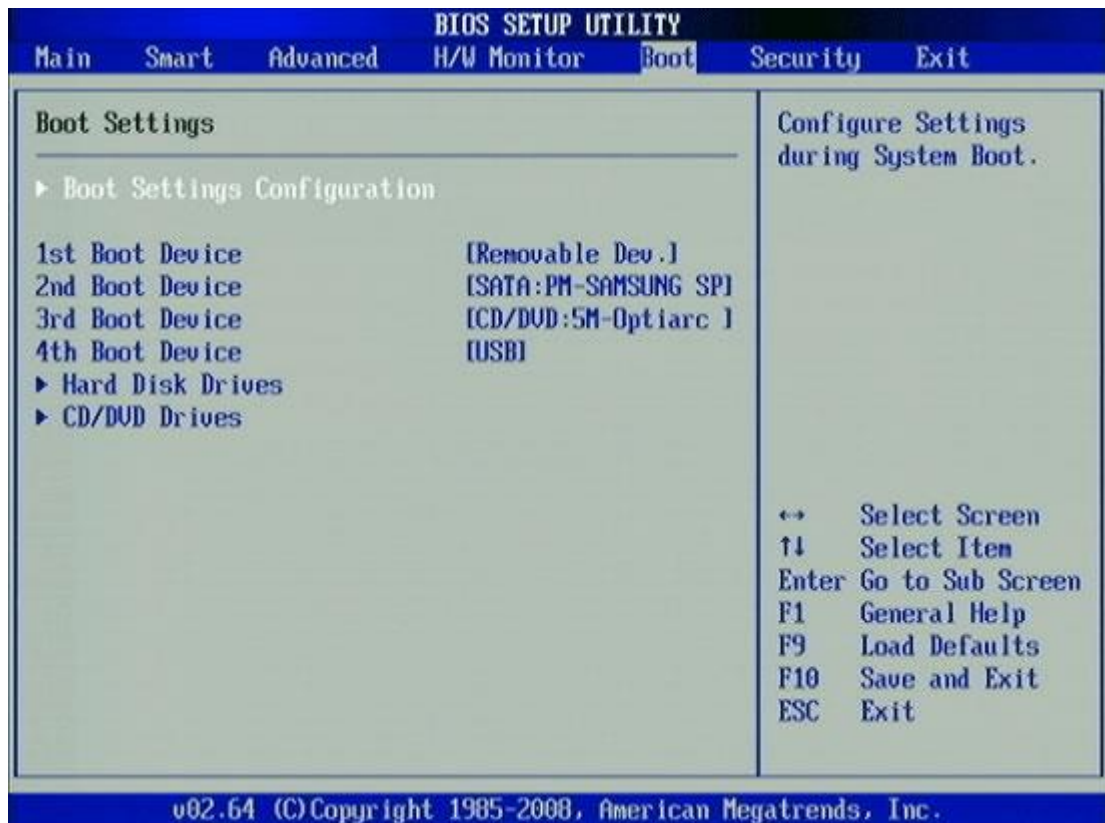 BIOS SETUP UTILITY
Main Smart Advanced H/W Monitor Boot Security Exit
Boot Settings
Boot Settings Configuration
1st Boot Device [Removable Dev.]
2nd Boot Device [SATA:PM-SAMSUNG SP]
3rd Boot Device [CD/DVD:5M-Optiarc ]
4th Boot Device [USB]
Hard Disk Drives
CD/DVD Drives
Configure Settings
during System Boot.
↔ Select Screen
↑↓ Select Item
Enter Go to Sub Screen
F1 General Help
F9 Load Defaults
F10 Save and Exit
ESC Exit
v02.64 (C)Copyright 1985-2008, American Megatrends, Inc.